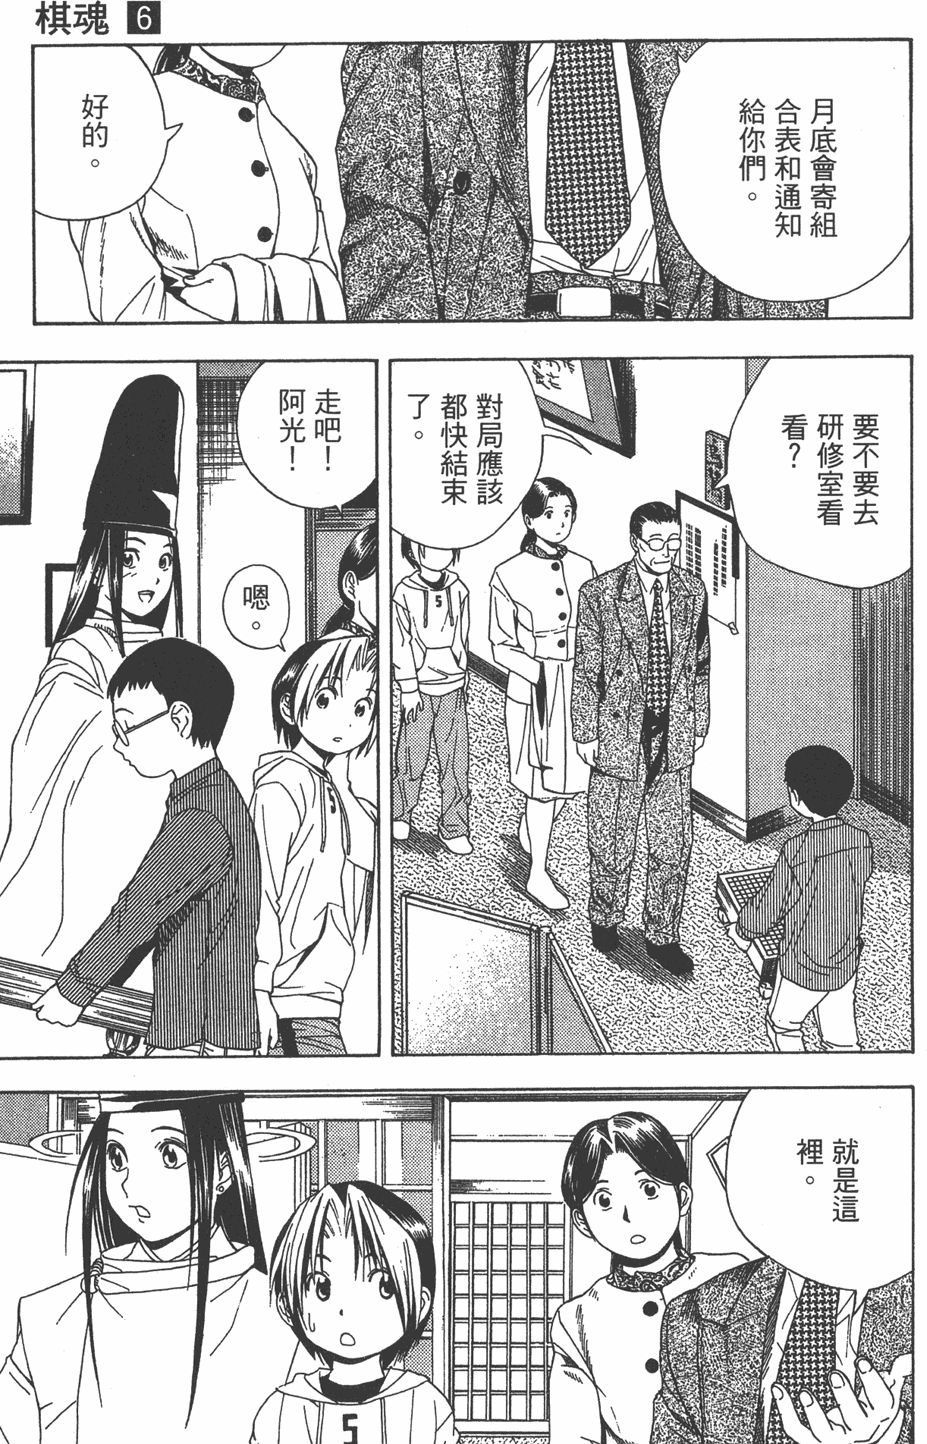 棋魂 6
月底會寄組
合表和通知
給你們。
好的。
要不要去
研修室看
看?
對局應該
都快結束
了。
走吧!
阿光!
嗯。
就是這
裡。
S
S